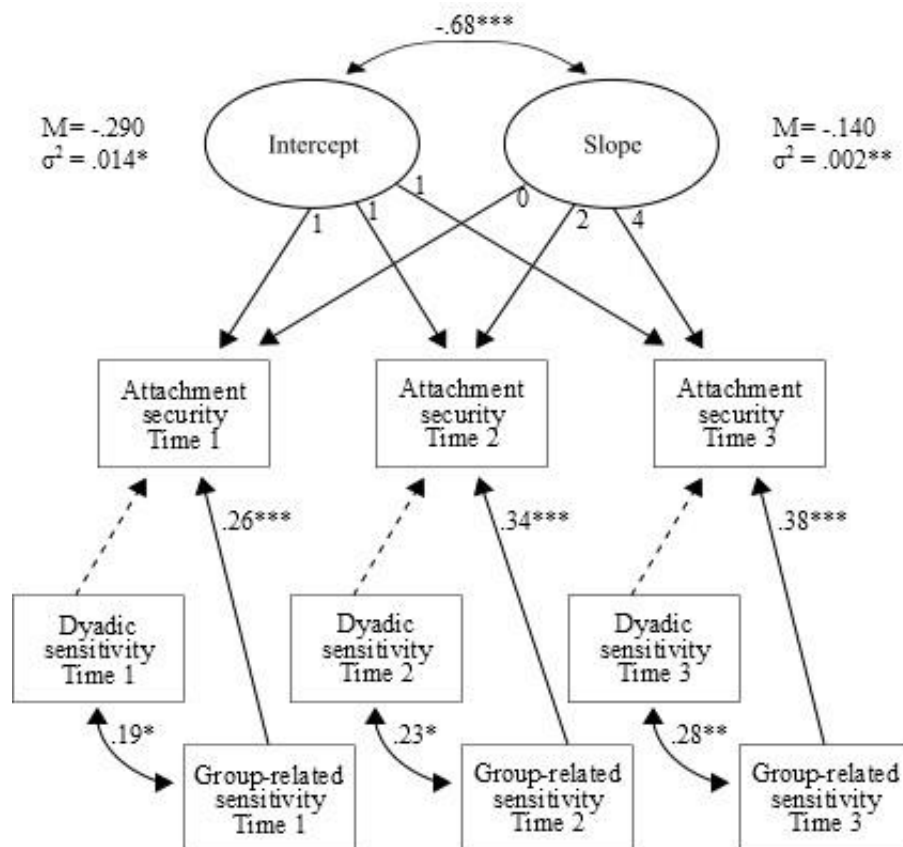 -.68***
M= -.290
σ² = .014*
Intercept
Slope
M= -.140
σ² = .002**
1
1
1
0
2
4
Attachment
security
Time 1
Attachment
security
Time 2
Attachment
security
Time 3
.26***
.34***
.38***
Dyadic
sensitivity
Time 1
Dyadic
sensitivity
Time 2
Dyadic
sensitivity
Time 3
.19*
.23*
.28**
Group-related
sensitivity
Time 1
Group-related
sensitivity
Time 2
Group-related
sensitivity
Time 3